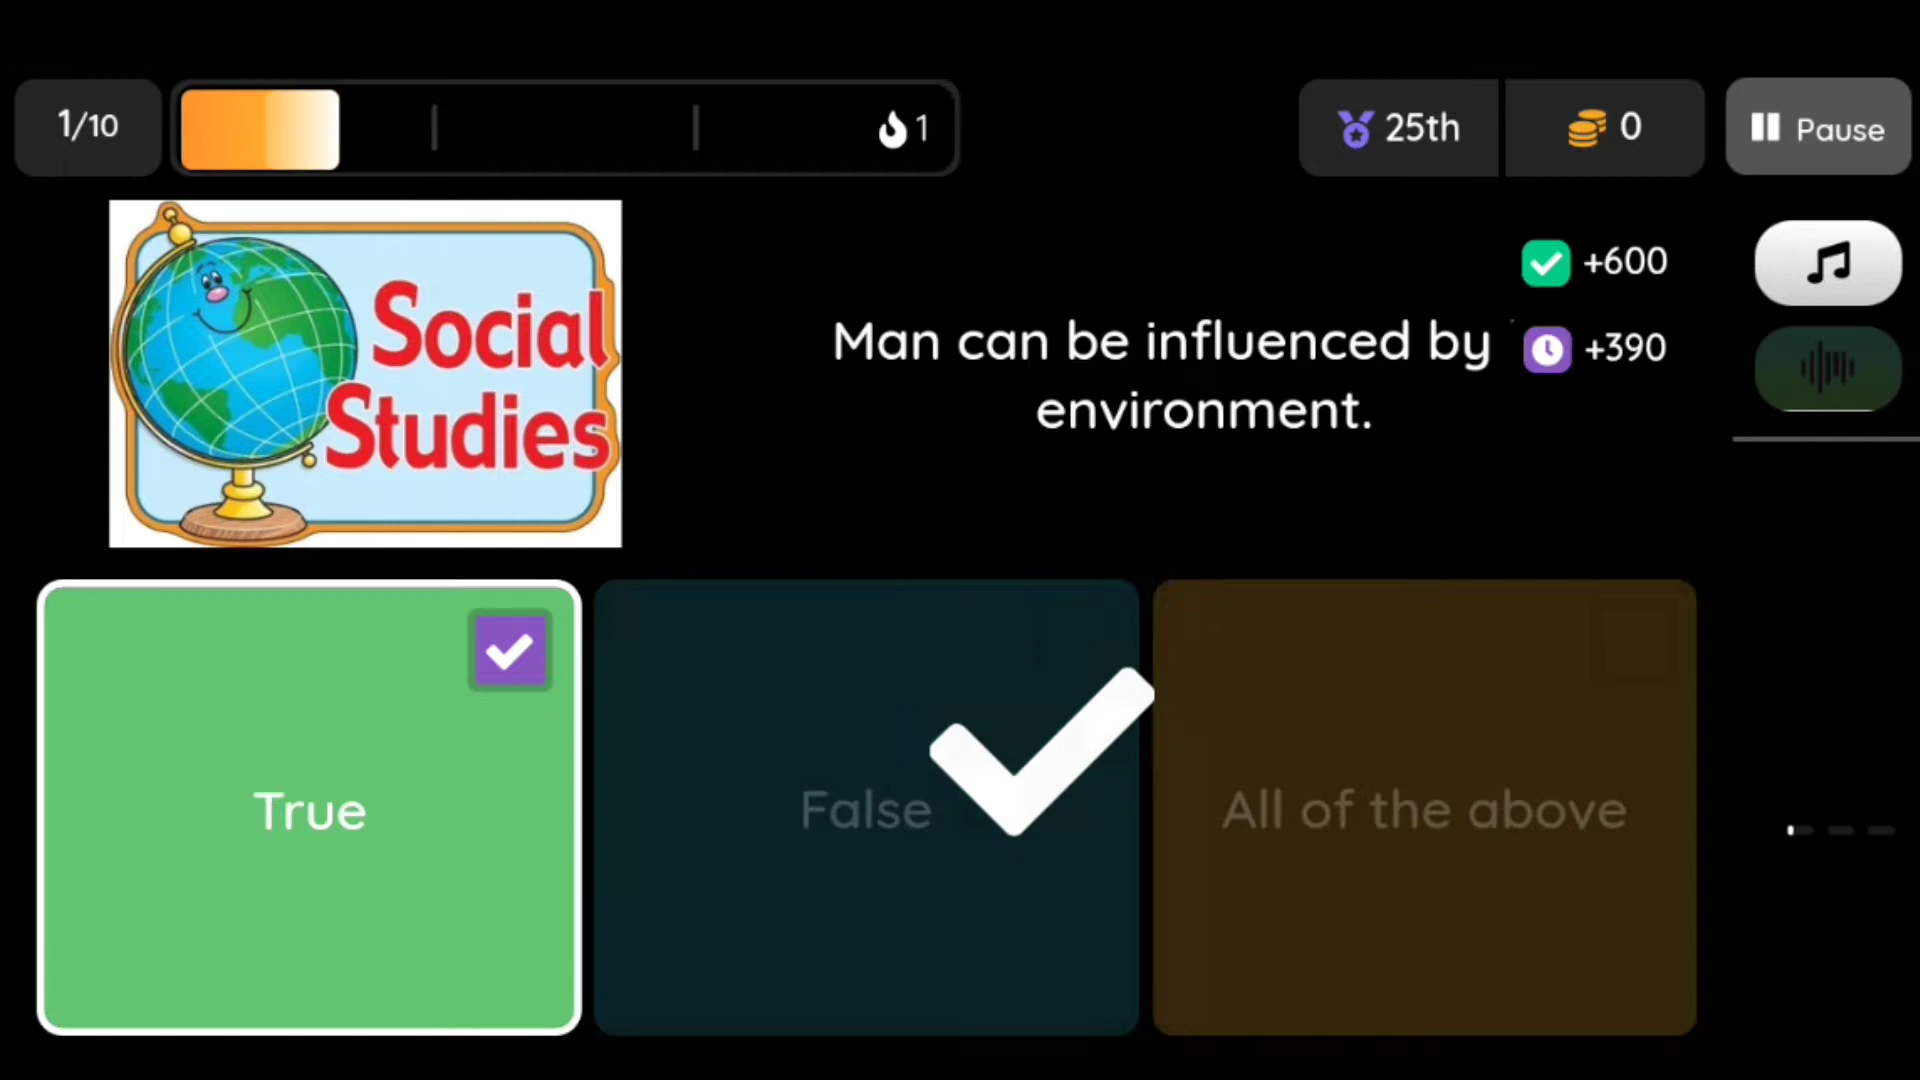 1/10
1
25th
0
Pause
Social
Studies
+600
+390
Man can be influenced by
environment.
True
False
All of the above